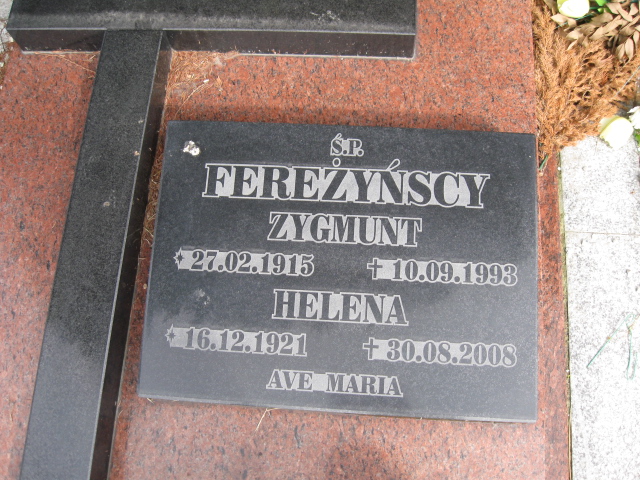 Ś.P.
FEREŻYŃSCY
ZYGMUNT
* 27.02.1915 † 10.09.1993
HELENA
* 16.12.1921 † 30.08.2008
AVE MARIA